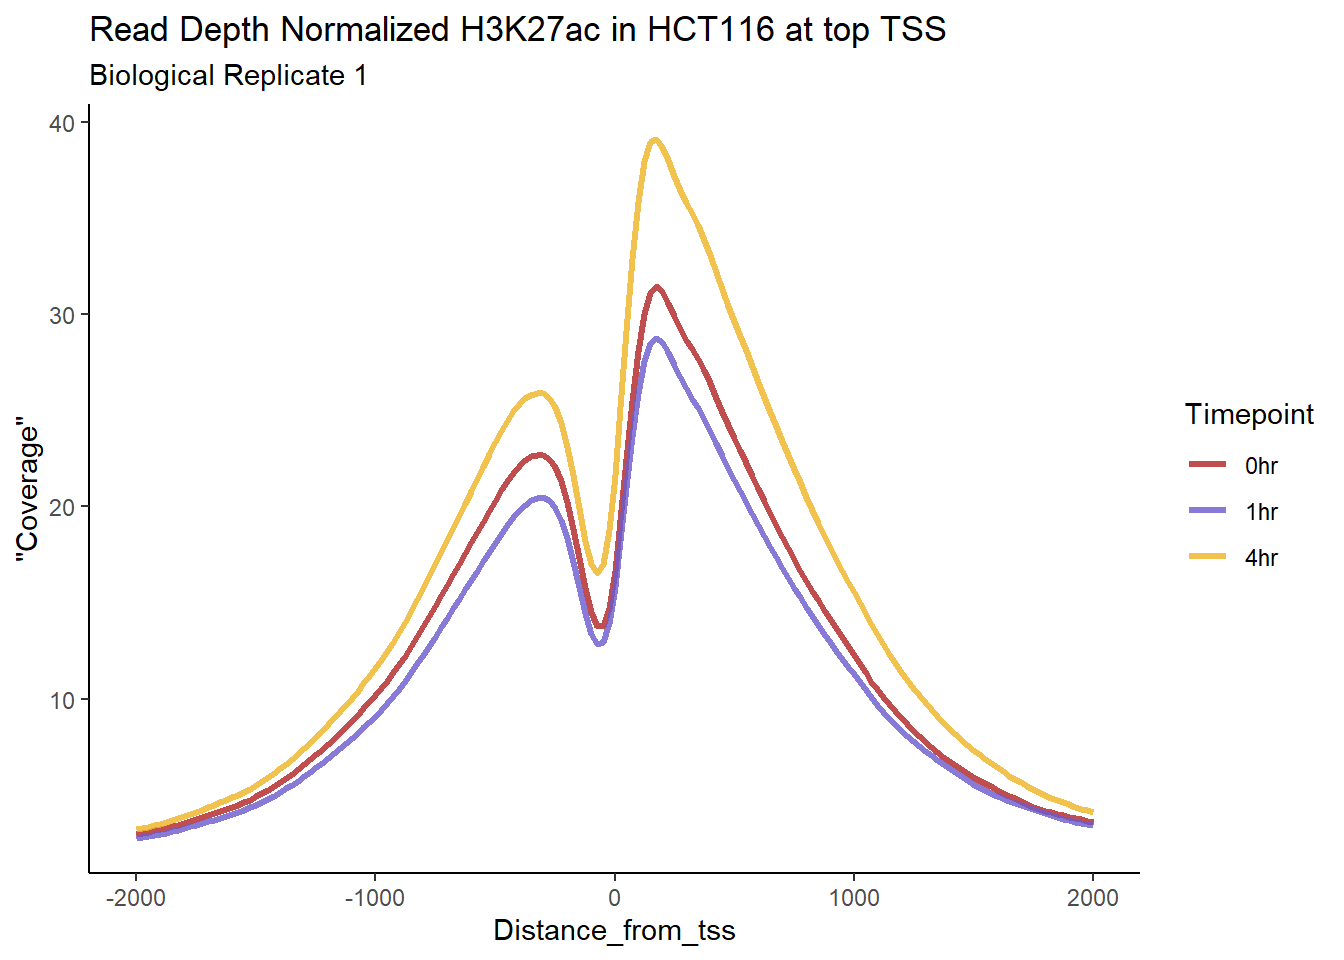 Read Depth Normalized H3K27ac in HCT116 at top TSS
Biological Replicate 1
40
30
20
10
"Coverage"
-2000
-1000
0
1000
2000
Distance_from_tss
Timepoint
0hr
1hr
4hr